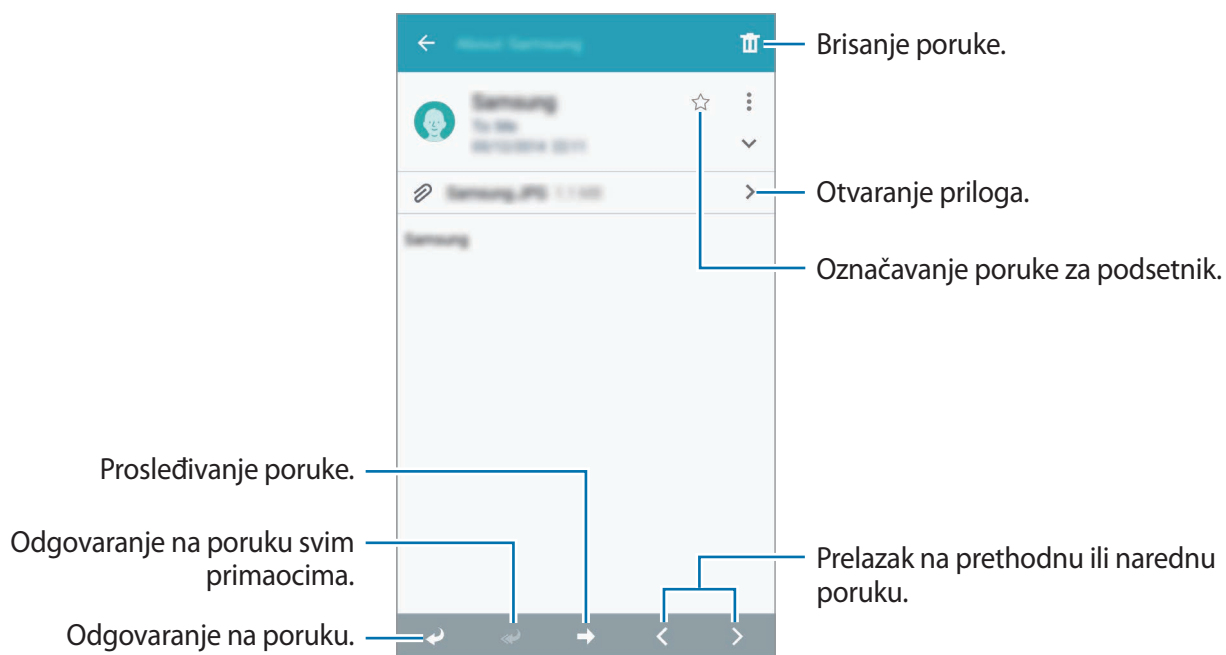 Brisanje poruke.
Otvaranje priloga.
Označavanje poruke za podsetnik.
Prosleđivanje poruke.
Odgovaranje na poruku svim
primaocima.
Prelazak na prethodnu ili narednu
poruku.
Odgovaranje na poruku.